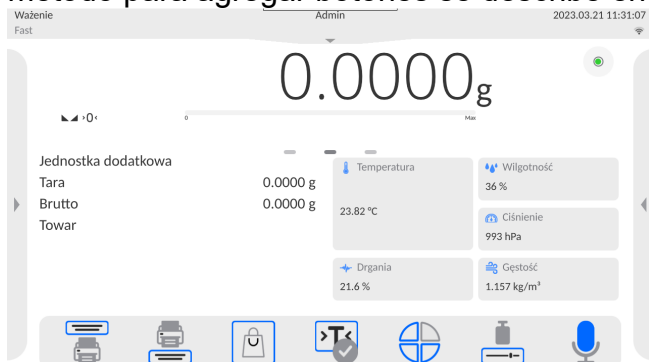 método para agregar botones se describe en
Ważenie Admin 2023.03.21 11:31:07
Fast
0.0000g
›0‹ 0 Max
Jednostka dodatkowa
Tara 0.0000 g
Brutto 0.0000 g
Towar
Temperatura
23.82 °C
Wilgotność
36 %
Ciśnienie
993 hPa
Drgania
21.6 %
Gęstość
1.157 kg/m³
›T‹